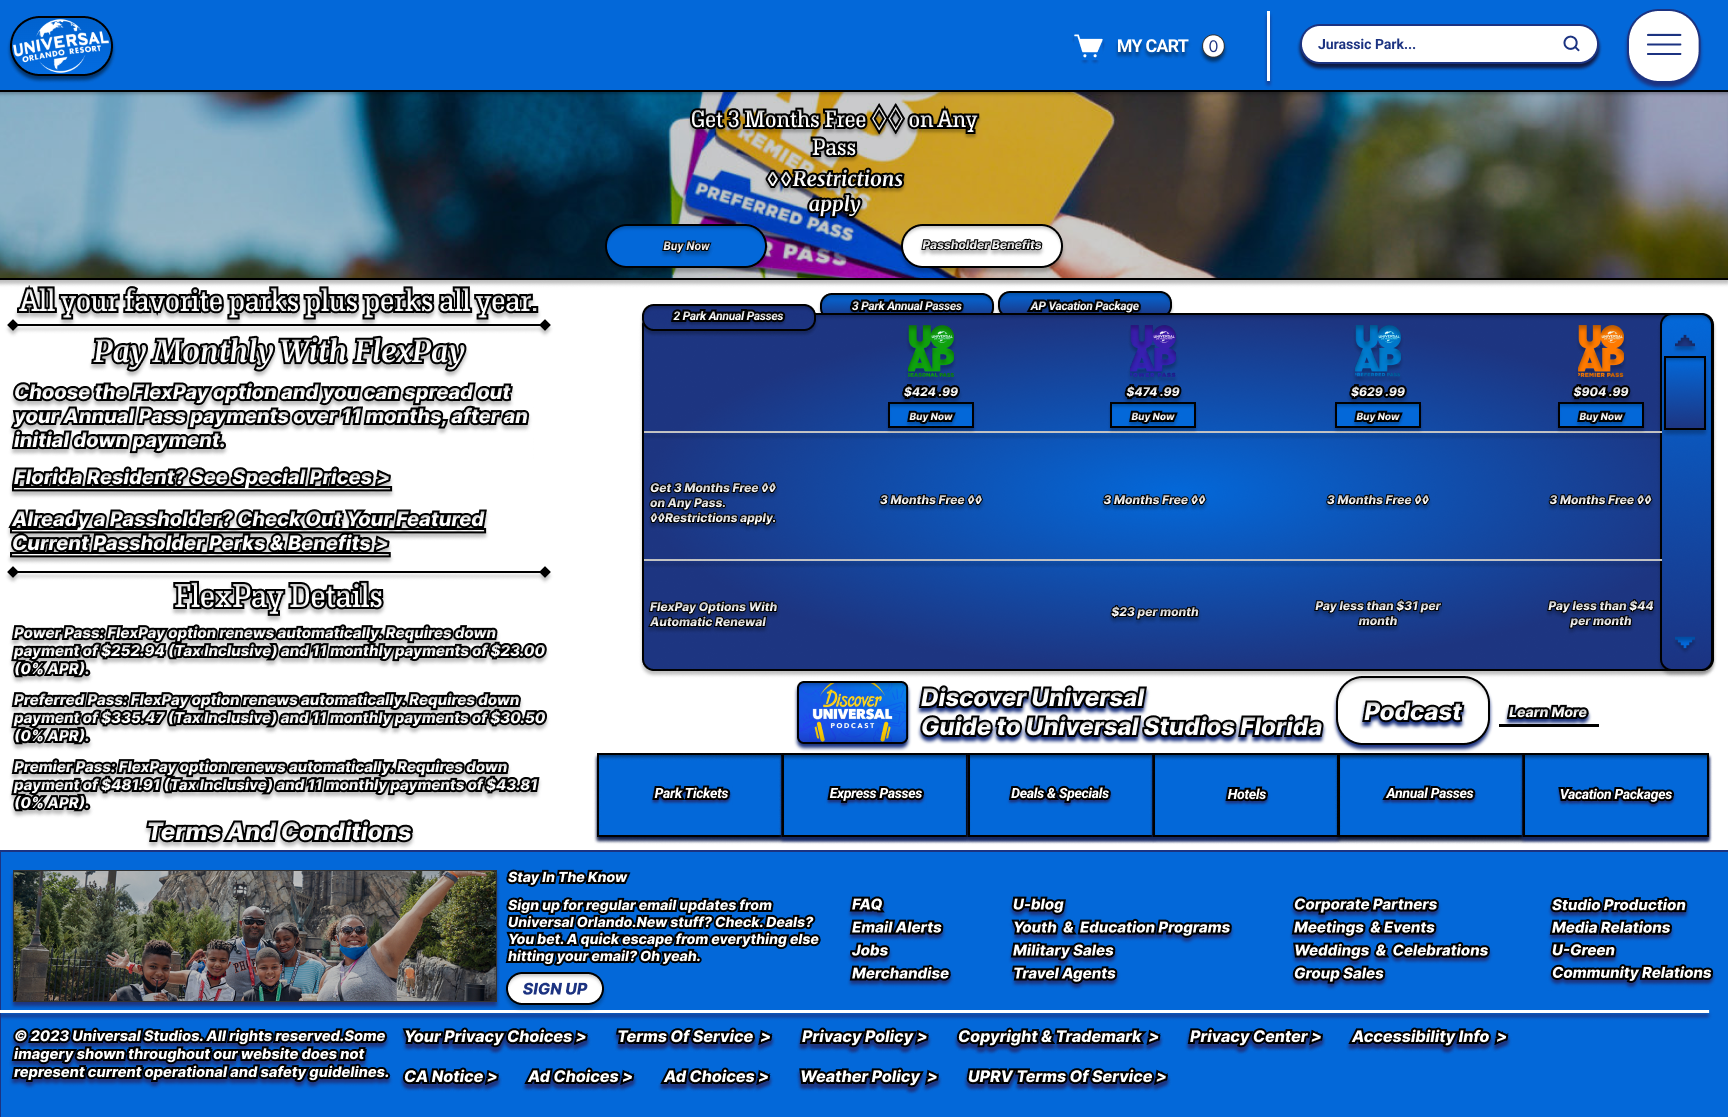 UNIVERSAL
ORLANDO RESORT
MY CART 0
Jurassic Park...
Get 3 Months Free ◊◊ on Any
Pass
◊◊Restrictions
apply
PREMIER PASS
PREFERRED PASS
R PASS
Buy Now
Passholder Benefits
All your favorite parks plus perks all year.
Pay Monthly With FlexPay
Choose the FlexPay option and you can spread out
your Annual Pass payments over 11 months, after an
initial down payment.
Florida Resident? See Special Prices >
Already a Passholder? Check Out Your Featured
Current Passholder Perks & Benefits >
FlexPay Details
Power Pass: FlexPay option renews automatically. Requires down
payment of $252.94 (Tax Inclusive) and 11 monthly payments of $23.00
(0% APR).
Preferred Pass: FlexPay option renews automatically. Requires down
payment of $335.47 (Tax Inclusive) and 11 monthly payments of $30.50
(0% APR).
Premier Pass: FlexPay option renews automatically. Requires down
payment of $481.91 (Tax Inclusive) and 11 monthly payments of $43.81
(0% APR).
Terms And Conditions
2 Park Annual Passes
3 Park Annual Passes
AP Vacation Package
UOAP
SEASONAL PASS
UOAP
UOAP
PREFERRED PASS
UOAP
PREMIER PASS
$424 .99
$474 .99
$629 .99
$904 .99
Buy Now
Buy Now
Buy Now
Buy Now
Get 3 Months Free ◊◊
on Any Pass.
◊◊Restrictions apply.
3 Months Free ◊◊
3 Months Free ◊◊
3 Months Free ◊◊
3 Months Free ◊◊
FlexPay Options With
Automatic Renewal
$23 per month
Pay less than $31 per
month
Pay less than $44
per month
Discover
UNIVERSAL
PODCAST
Discover Universal
Guide to Universal Studios Florida
Podcast
Learn More
Park Tickets
Express Passes
Deals & Specials
Hotels
Annual Passes
Vacation Packages
Stay In The Know
Sign up for regular email updates from
Universal Orlando.New stuff? Check. Deals?
You bet. A quick escape from everything else
hitting your email? Oh yeah.
SIGN UP
FAQ
Email Alerts
Jobs
Merchandise
U-blog
Youth & Education Programs
Military Sales
Travel Agents
Corporate Partners
Meetings & Events
Weddings & Celebrations
Group Sales
Studio Production
Media Relations
U-Green
Community Relations
© 2023 Universal Studios. All rights reserved.Some
imagery shown throughout our website does not
represent current operational and safety guidelines.
Your Privacy Choices >
Terms Of Service >
Privacy Policy >
Copyright & Trademark >
Privacy Center >
Accessibility Info >
CA Notice >
Ad Choices >
Ad Choices >
Weather Policy >
UPRV Terms Of Service >